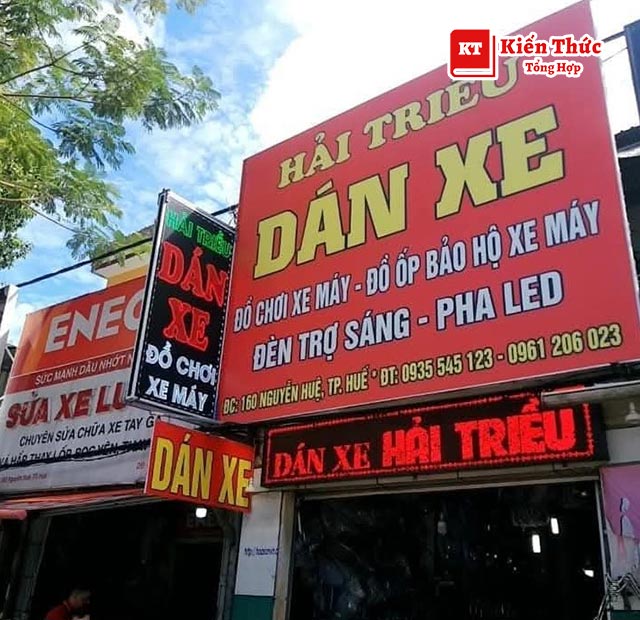 KT Kiến Thức
Tổng Hợp
HẢI TRIỀU
DÁN XE
ĐỒ CHƠI XE MÁY - ĐỒ ỐP BẢO HỘ XE MÁY
ĐÈN TRỢ SÁNG - PHA LED
ĐC: 160 NGUYỄN HUỆ, TP. HUẾ * ĐT: 0935 545 123 - 0961 206 023
HẢI TRIỀU
DÁN
XE
ĐỒ CHƠI
XE MÁY
DÁN XE
DÁN XE HẢI TRIỀU
ENEO
SỨC MẠNH DẦU NHỚT
SỬA XE
CHUYÊN SỬA CHỮA XE TAY G